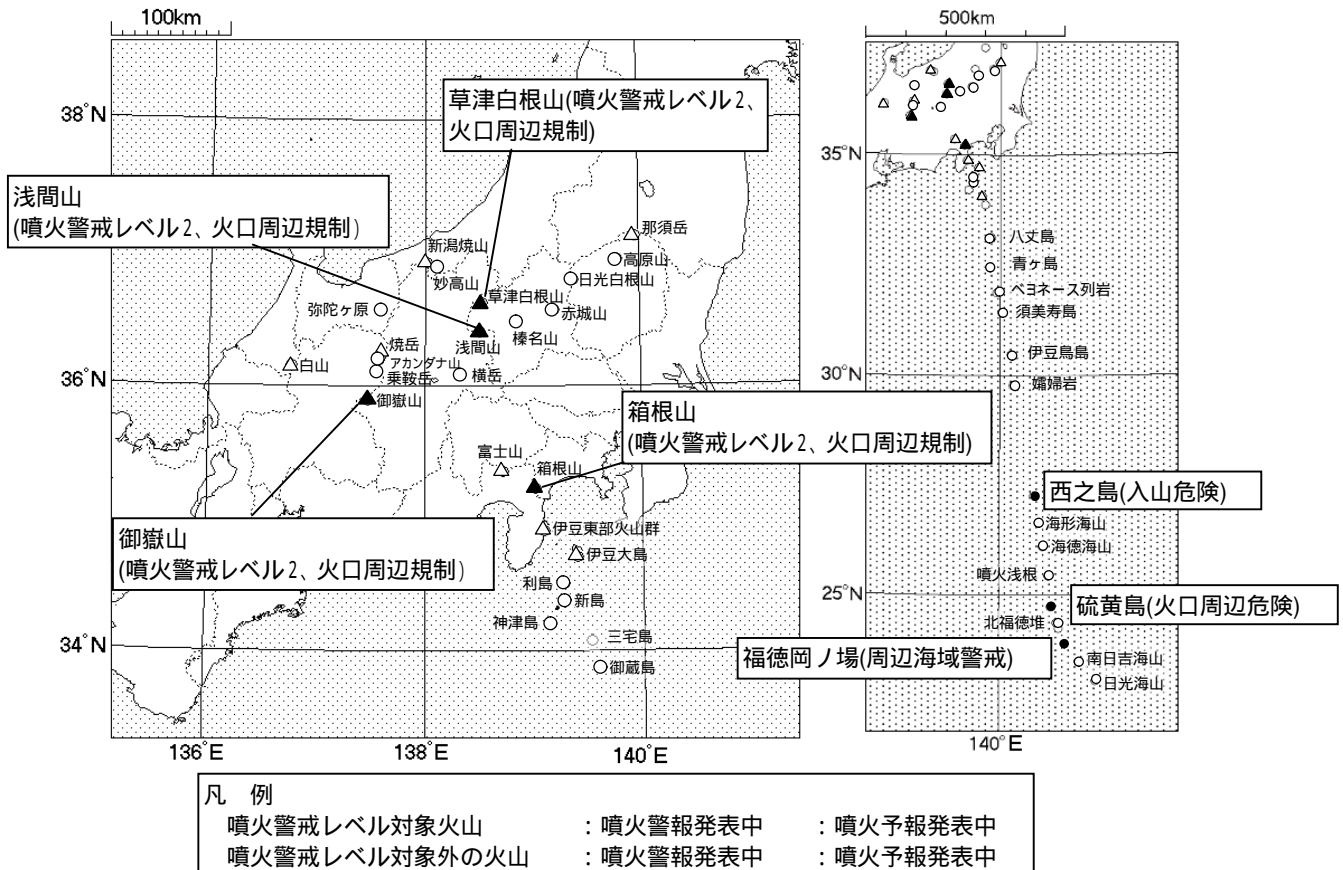 100km
500km
38°N
36°N
34°N
136°E
138°E
140°E
35°N
30°N
25°N
140°E
草津白根山(噴火警戒レベル2、
火口周辺規制)
浅間山
(噴火警戒レベル2、火口周辺規制)
箱根山
(噴火警戒レベル2、火口周辺規制)
御嶽山
(噴火警戒レベル2、火口周辺規制)
那須岳
新潟焼山
高原山
妙高山
日光白根山
草津白根山
弥陀ヶ原
赤城山
榛名山
浅間山
焼岳
アカンダナ山
白山
乗鞍岳
横岳
御嶽山
富士山
箱根山
伊豆東部火山群
伊豆大島
利島
新島
神津島
三宅島
御蔵島
八丈島
青ヶ島
ベヨネース列岩
須美寿島
伊豆鳥島
孀婦岩
西之島(入山危険)
海形海山
海徳海山
噴火浅根
硫黄島(火口周辺危険)
北福徳堆
福徳岡ノ場(周辺海域警戒)
南日吉海山
日光海山
凡 例
噴火警戒レベル対象火山 :噴火警報発表中 :噴火予報発表中
噴火警戒レベル対象外の火山 :噴火警報発表中 :噴火予報発表中